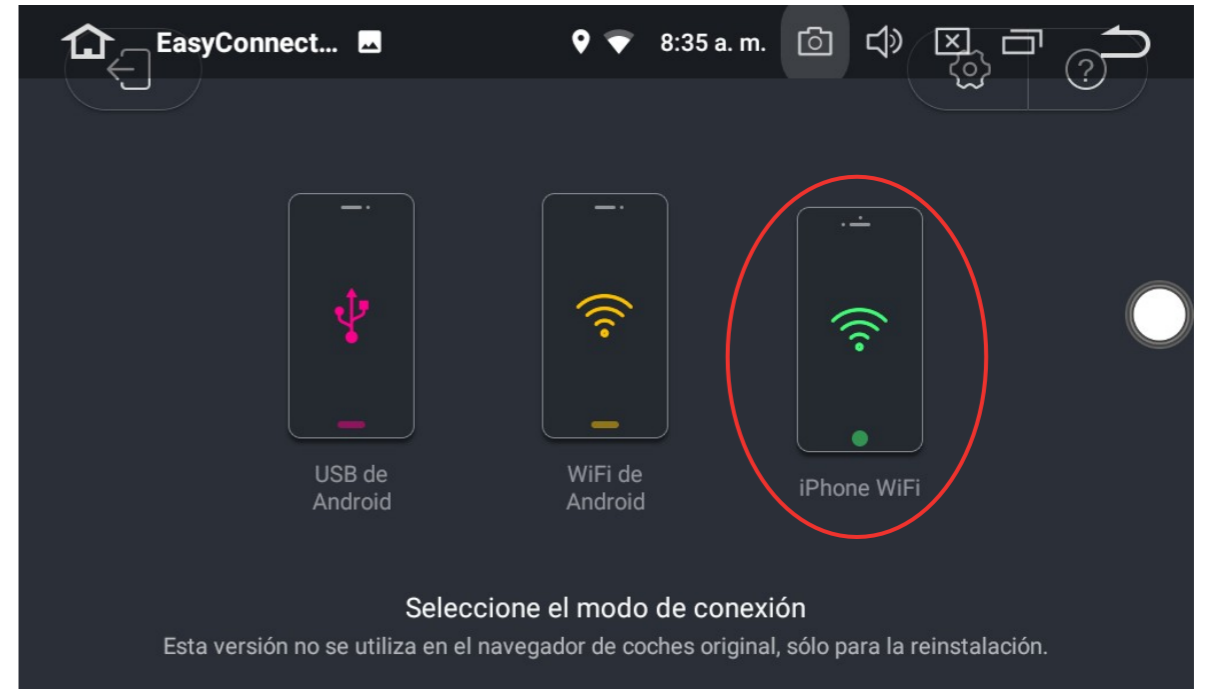 EasyConnect...
8:35 a. m.
?
USB de
Android
WiFi de
Android
iPhone WiFi
Seleccione el modo de conexión
Esta versión no se utiliza en el navegador de coches original, sólo para la reinstalación.